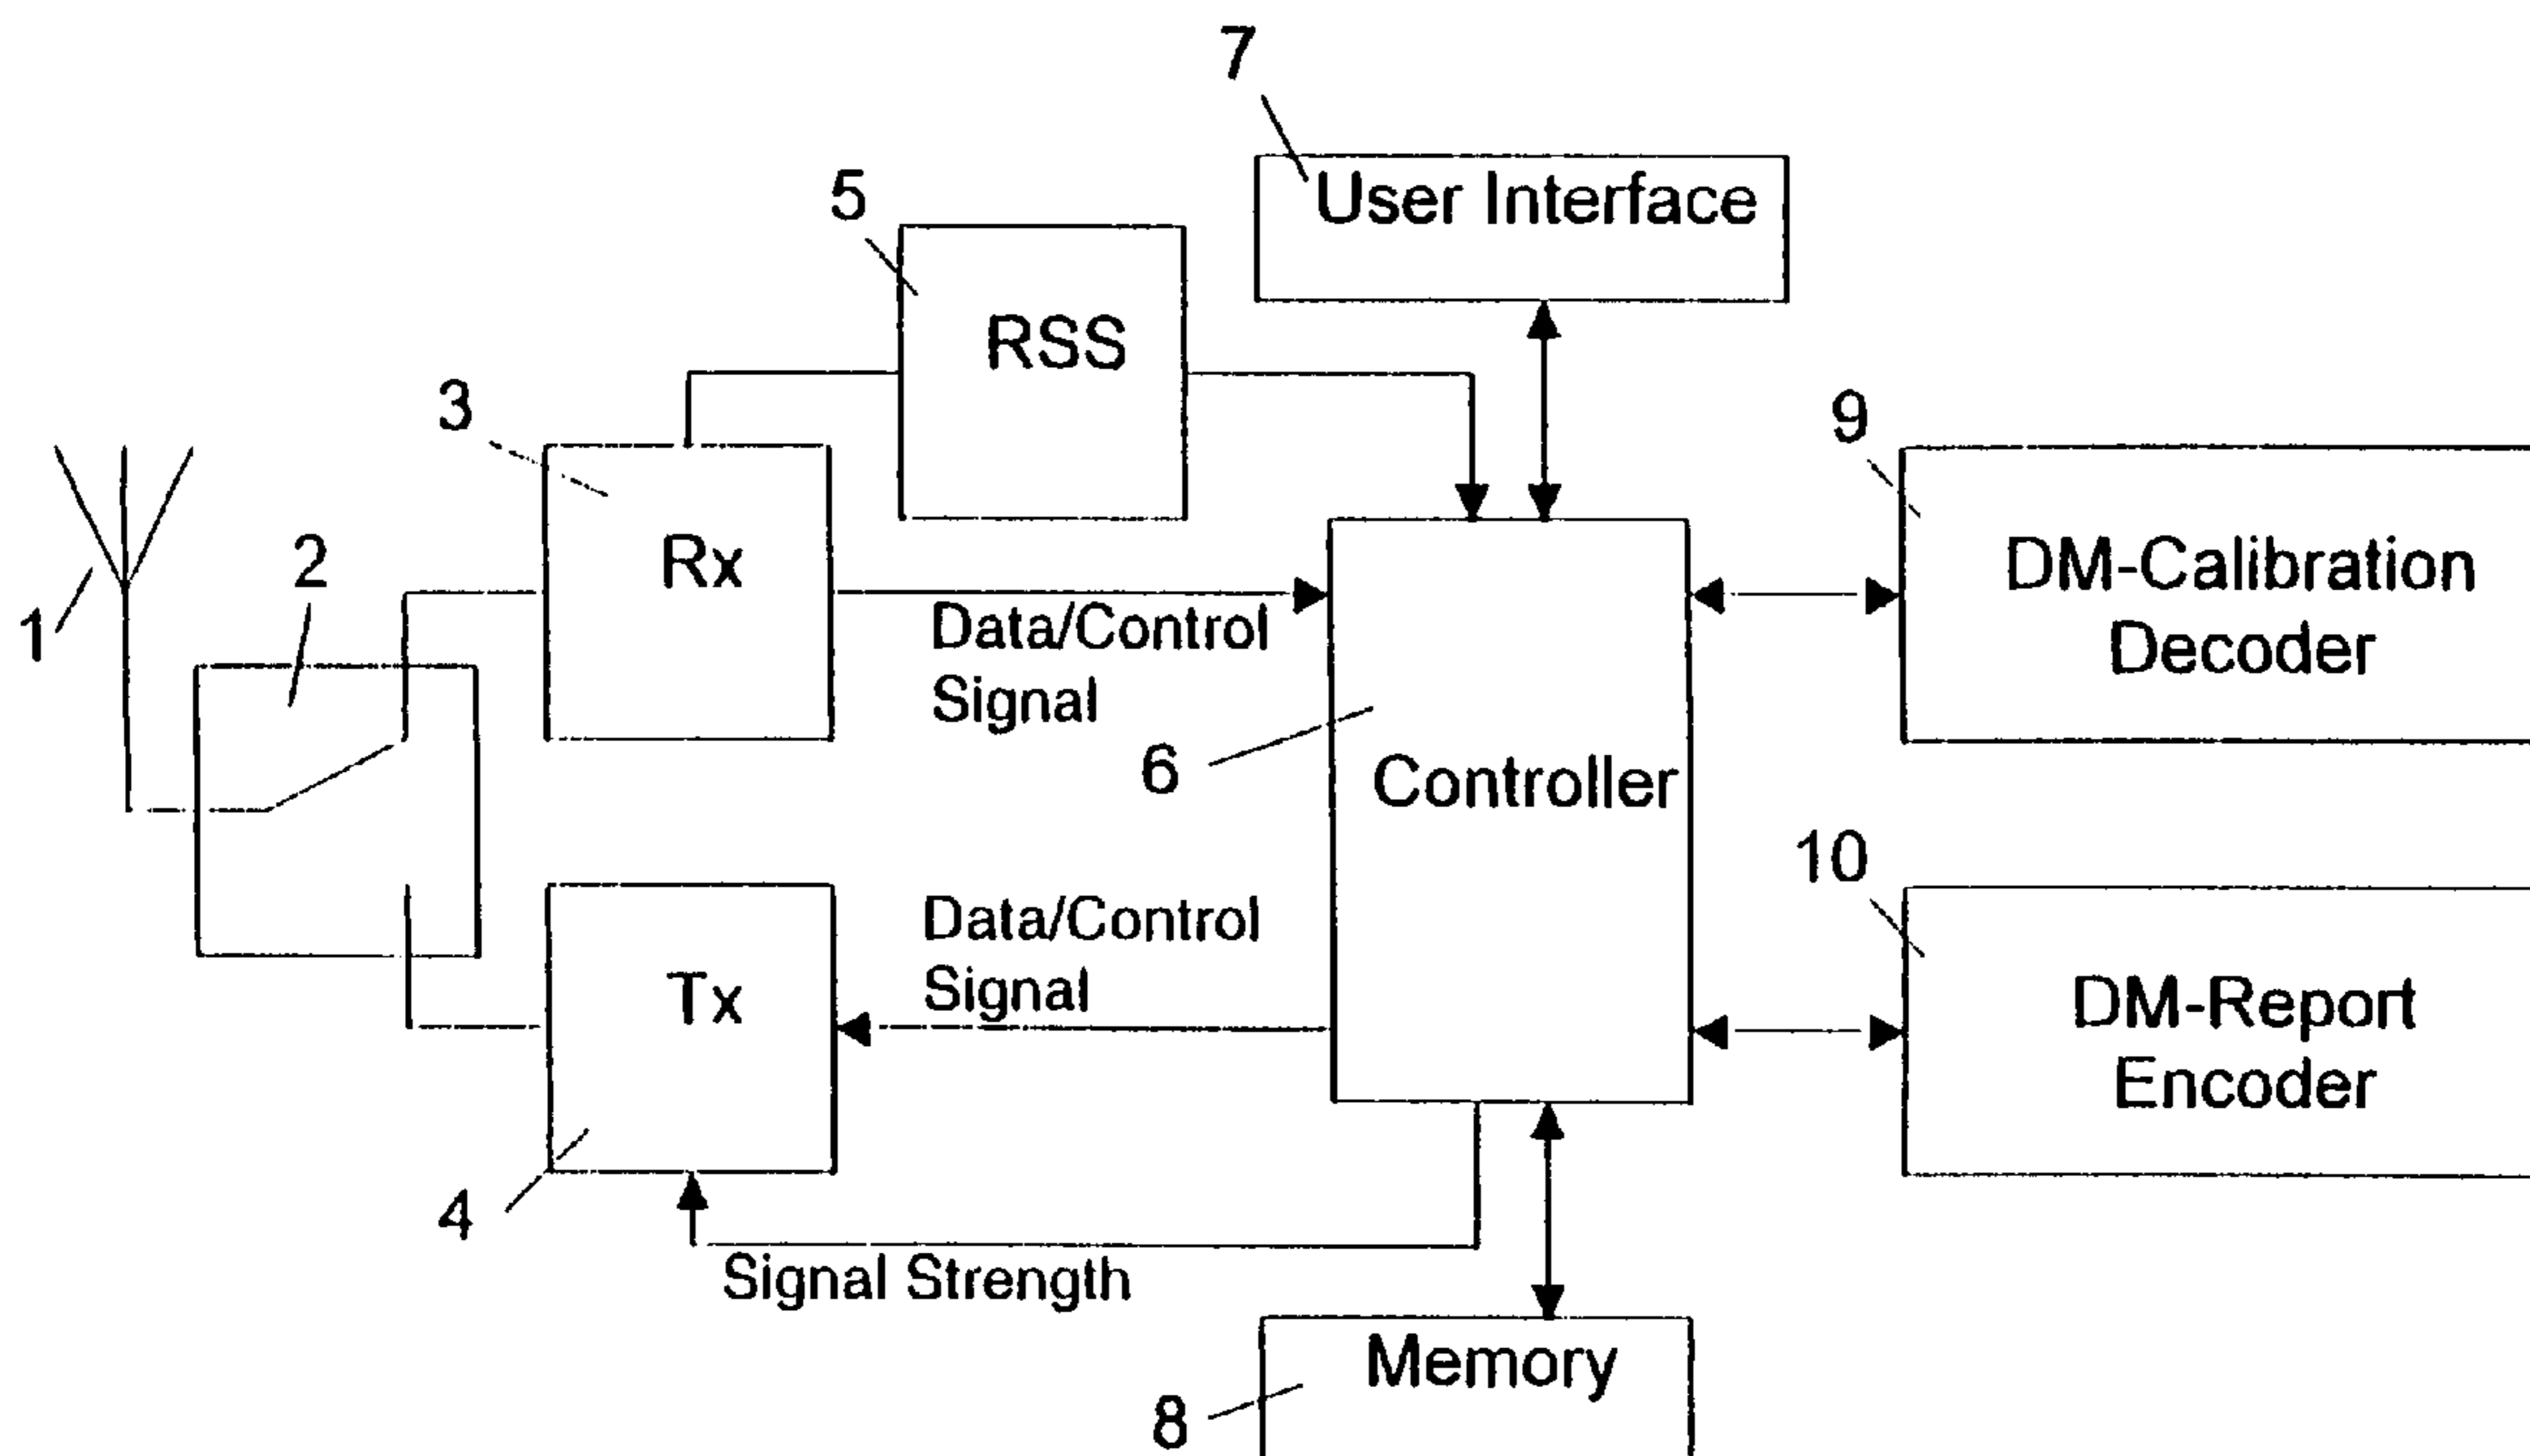 7
User Interface
5
RSS
3
Rx
9
DM-Calibration
Decoder
2
1
Data/Control
Signal
6
Controller
10
Data/Control
Signal
Tx
DM-Report
Encoder
4
Signal Strength
Memory
8